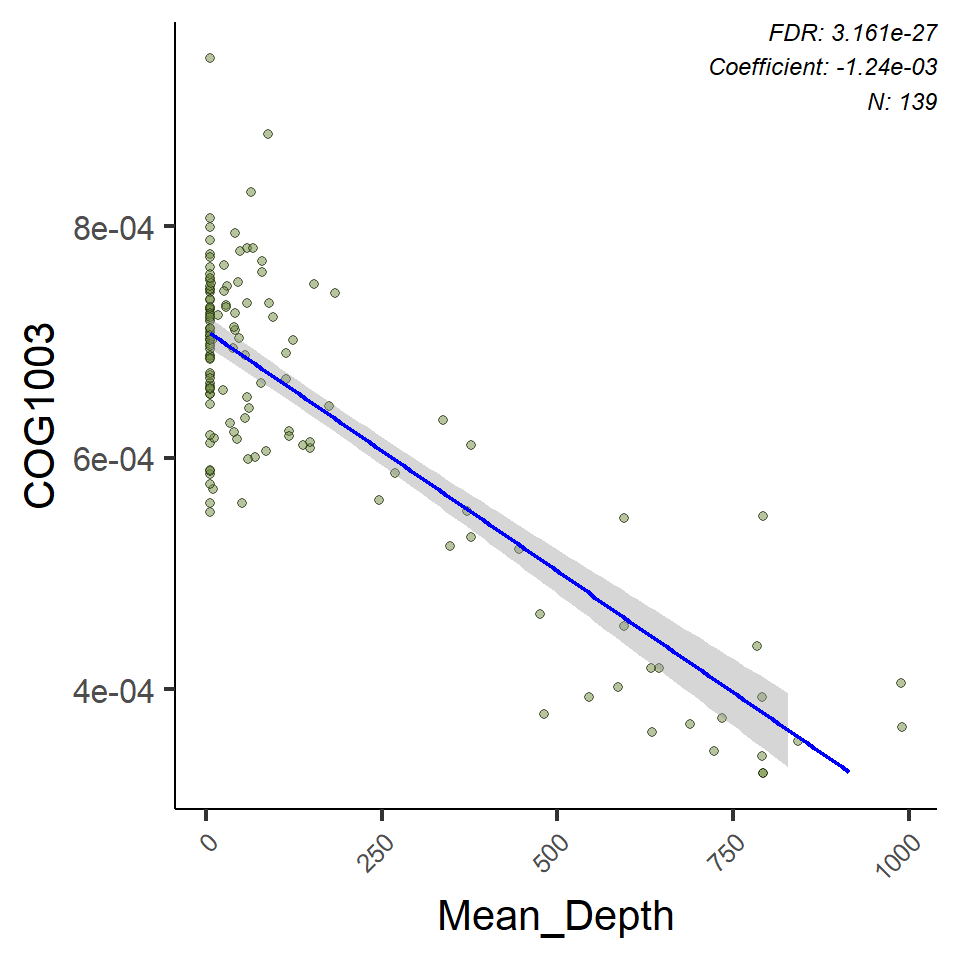 FDR: 3.161e-27
Coefficient: -1.24e-03
N: 139
COG1003
8e-04
6e-04
4e-04
0
250
500
750
1000
Mean_Depth